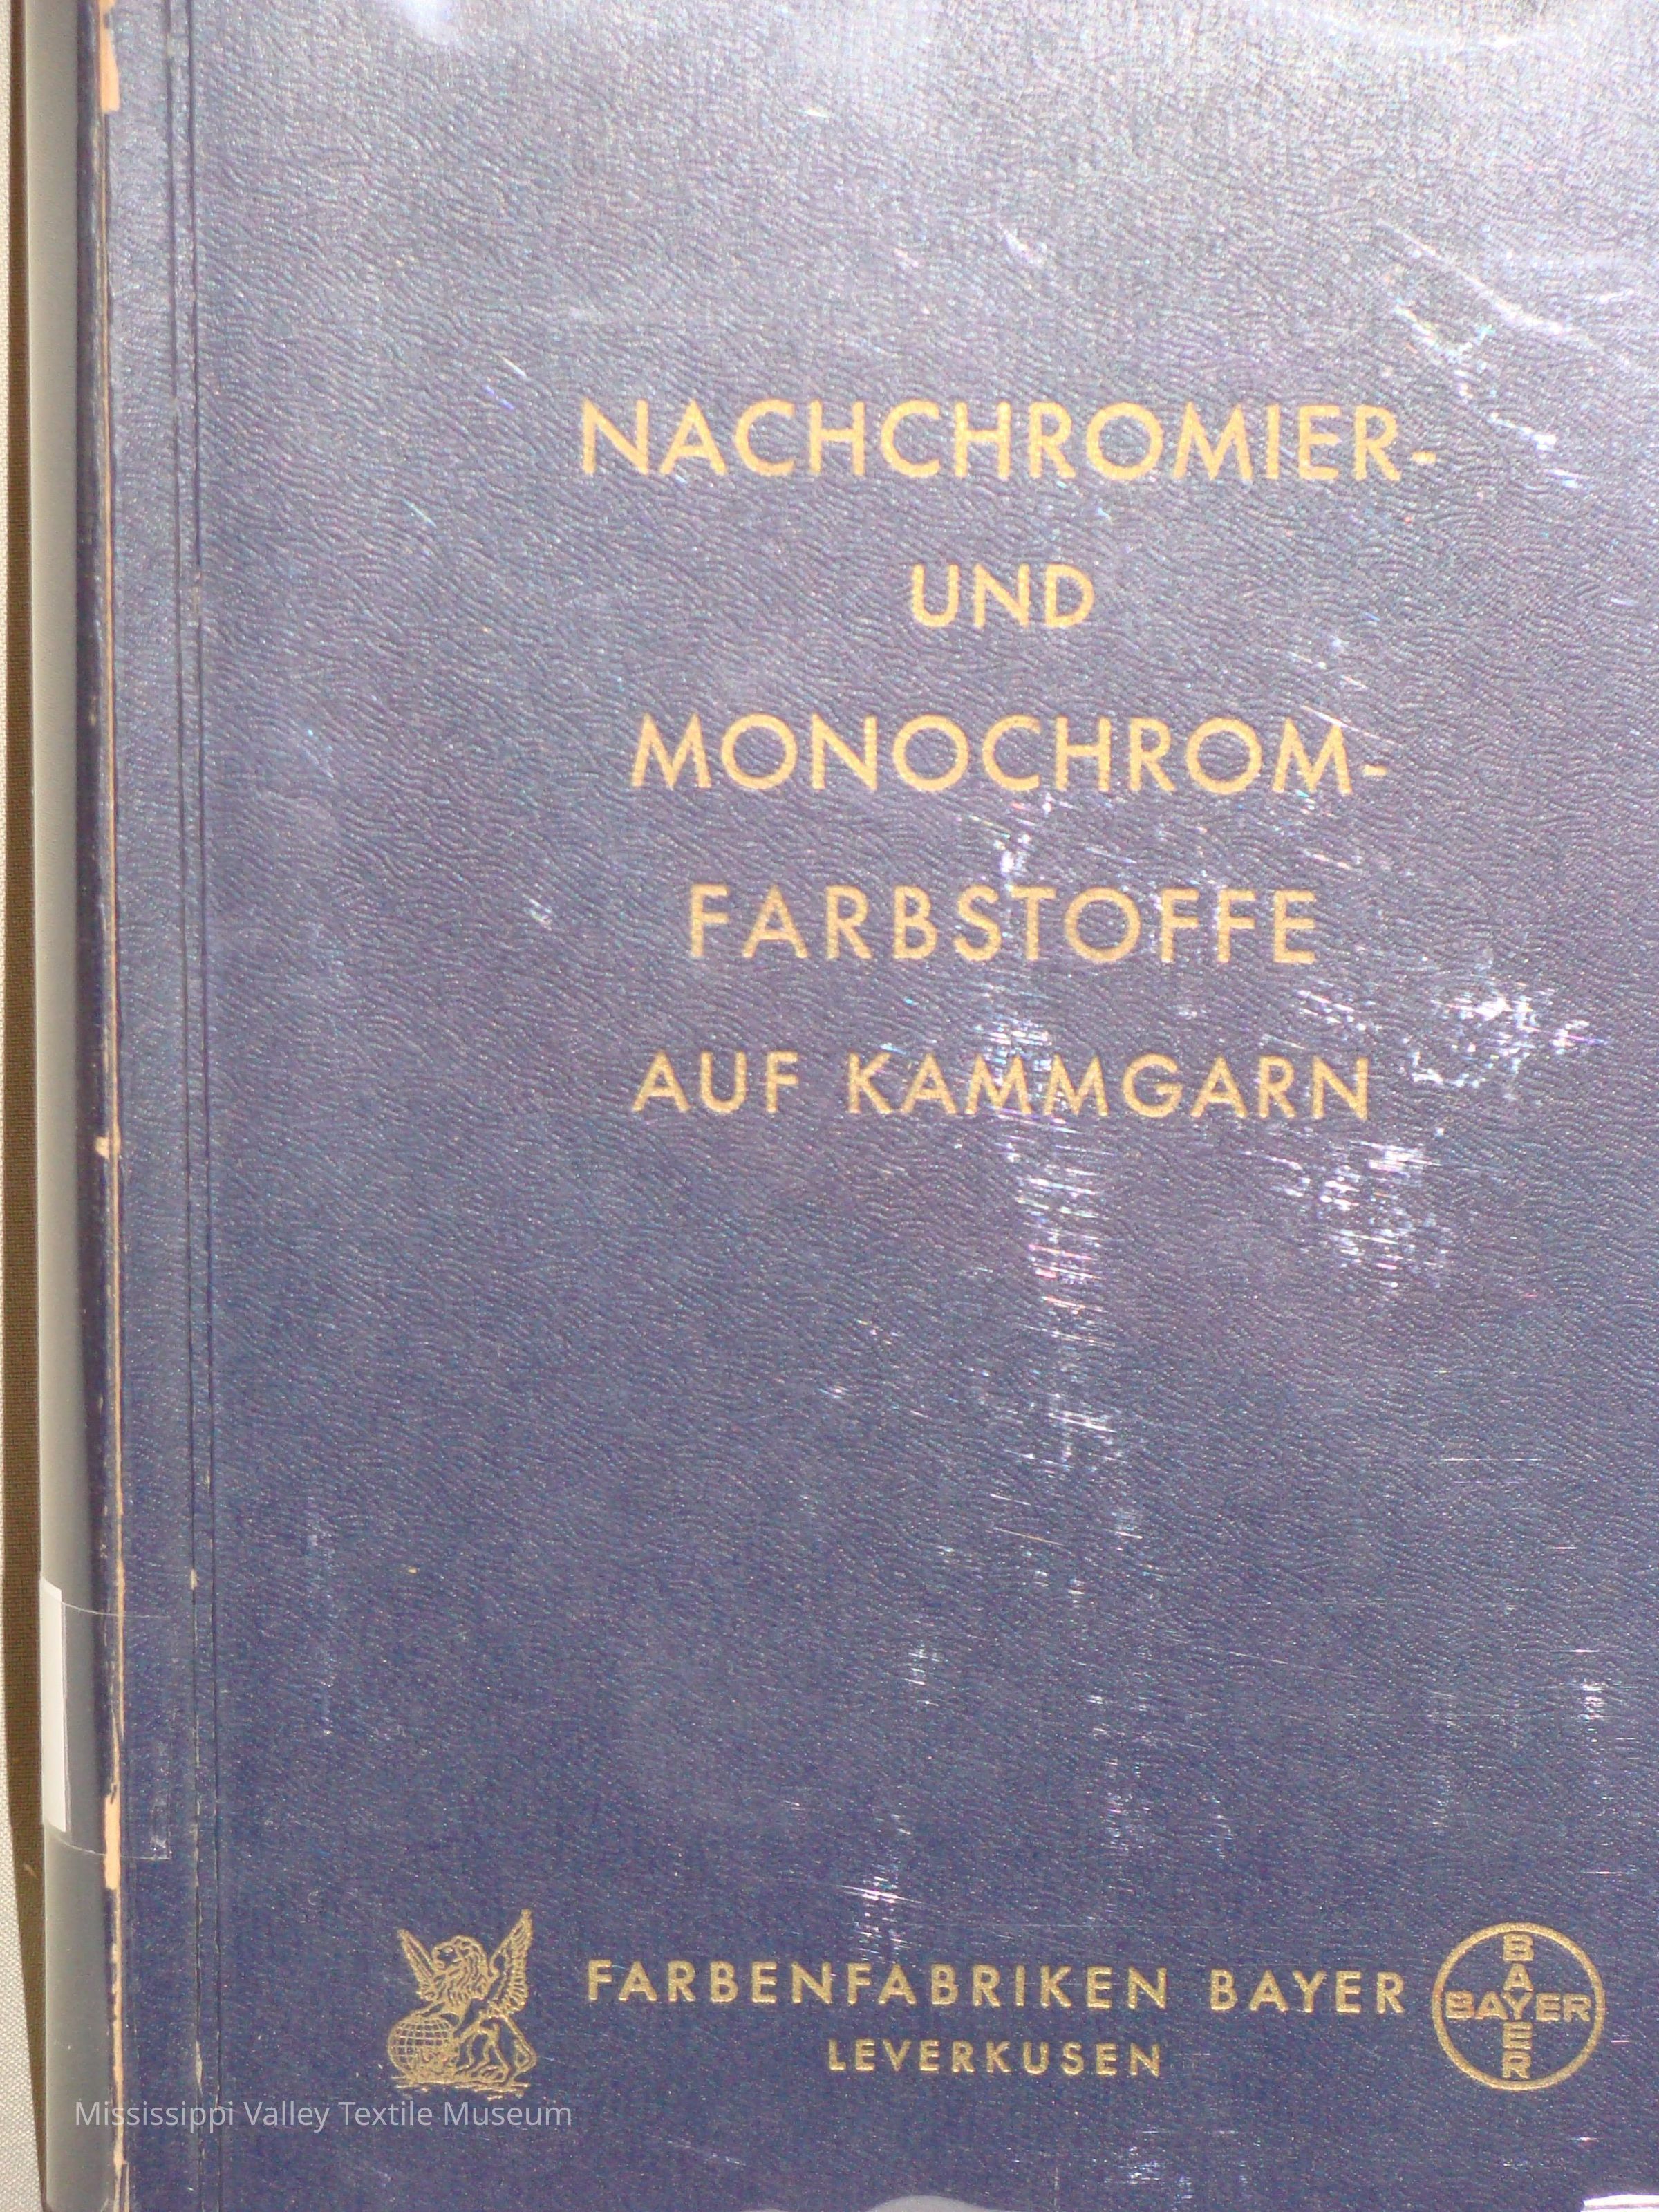 NACHCHROMIER-
UND
MONOCHROM-
FARBSTOFFE
AUF KAMMGARN
FARBENFABRIKEN BAYER
LEVERKUSEN
BAYER
BAYER
Mississippi Valley Textile Museum